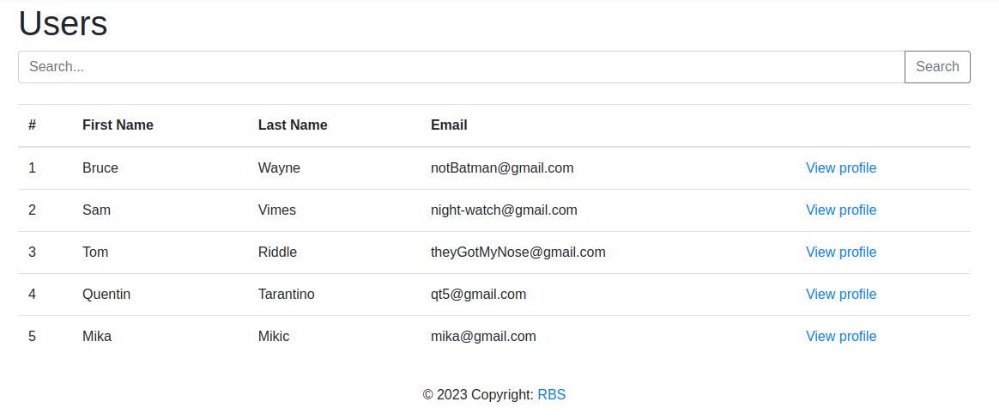 Users
Search... Search
# First Name Last Name Email
1 Bruce Wayne notBatman@gmail.com View profile
2 Sam Vimes night-watch@gmail.com View profile
3 Tom Riddle theyGotMyNose@gmail.com View profile
4 Quentin Tarantino qt5@gmail.com View profile
5 Mika Mikic mika@gmail.com View profile
© 2023 Copyright: RBS